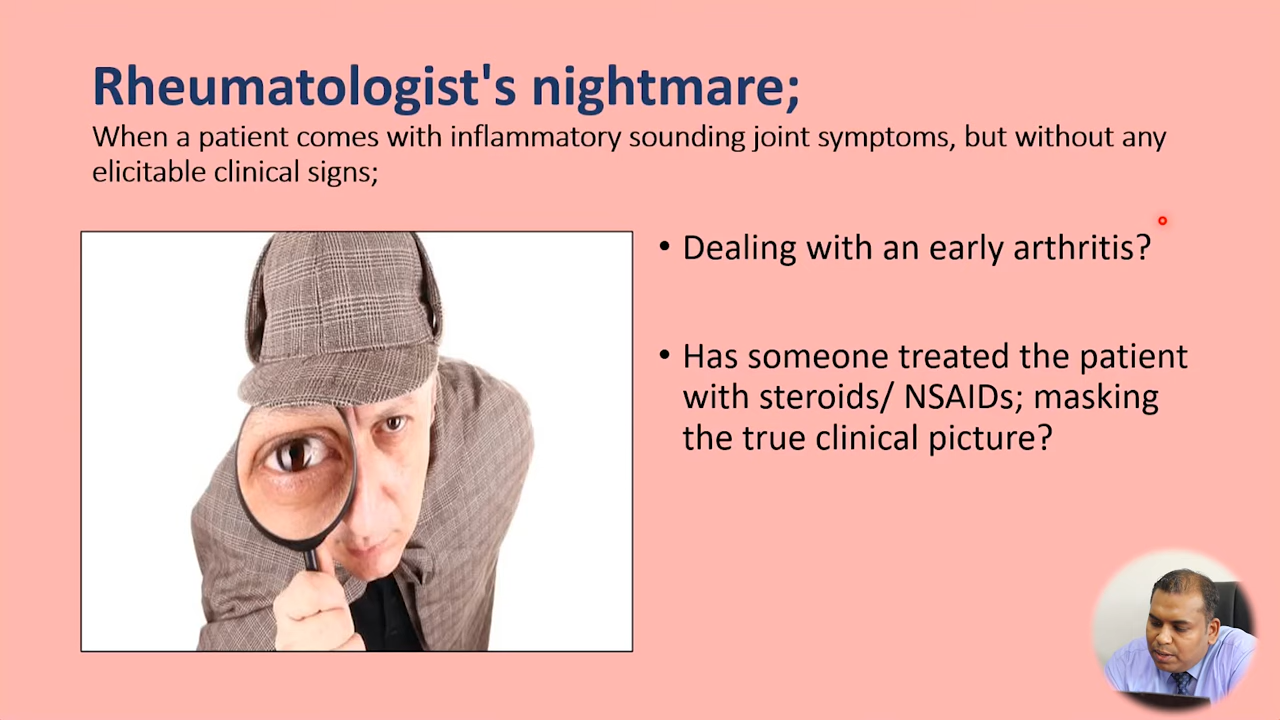 Rheumatologist's nightmare;
When a patient comes with inflammatory sounding joint symptoms, but without any
elicitable clinical signs;
• Dealing with an early arthritis?
• Has someone treated the patient
with steroids/ NSAIDs; masking
the true clinical picture?